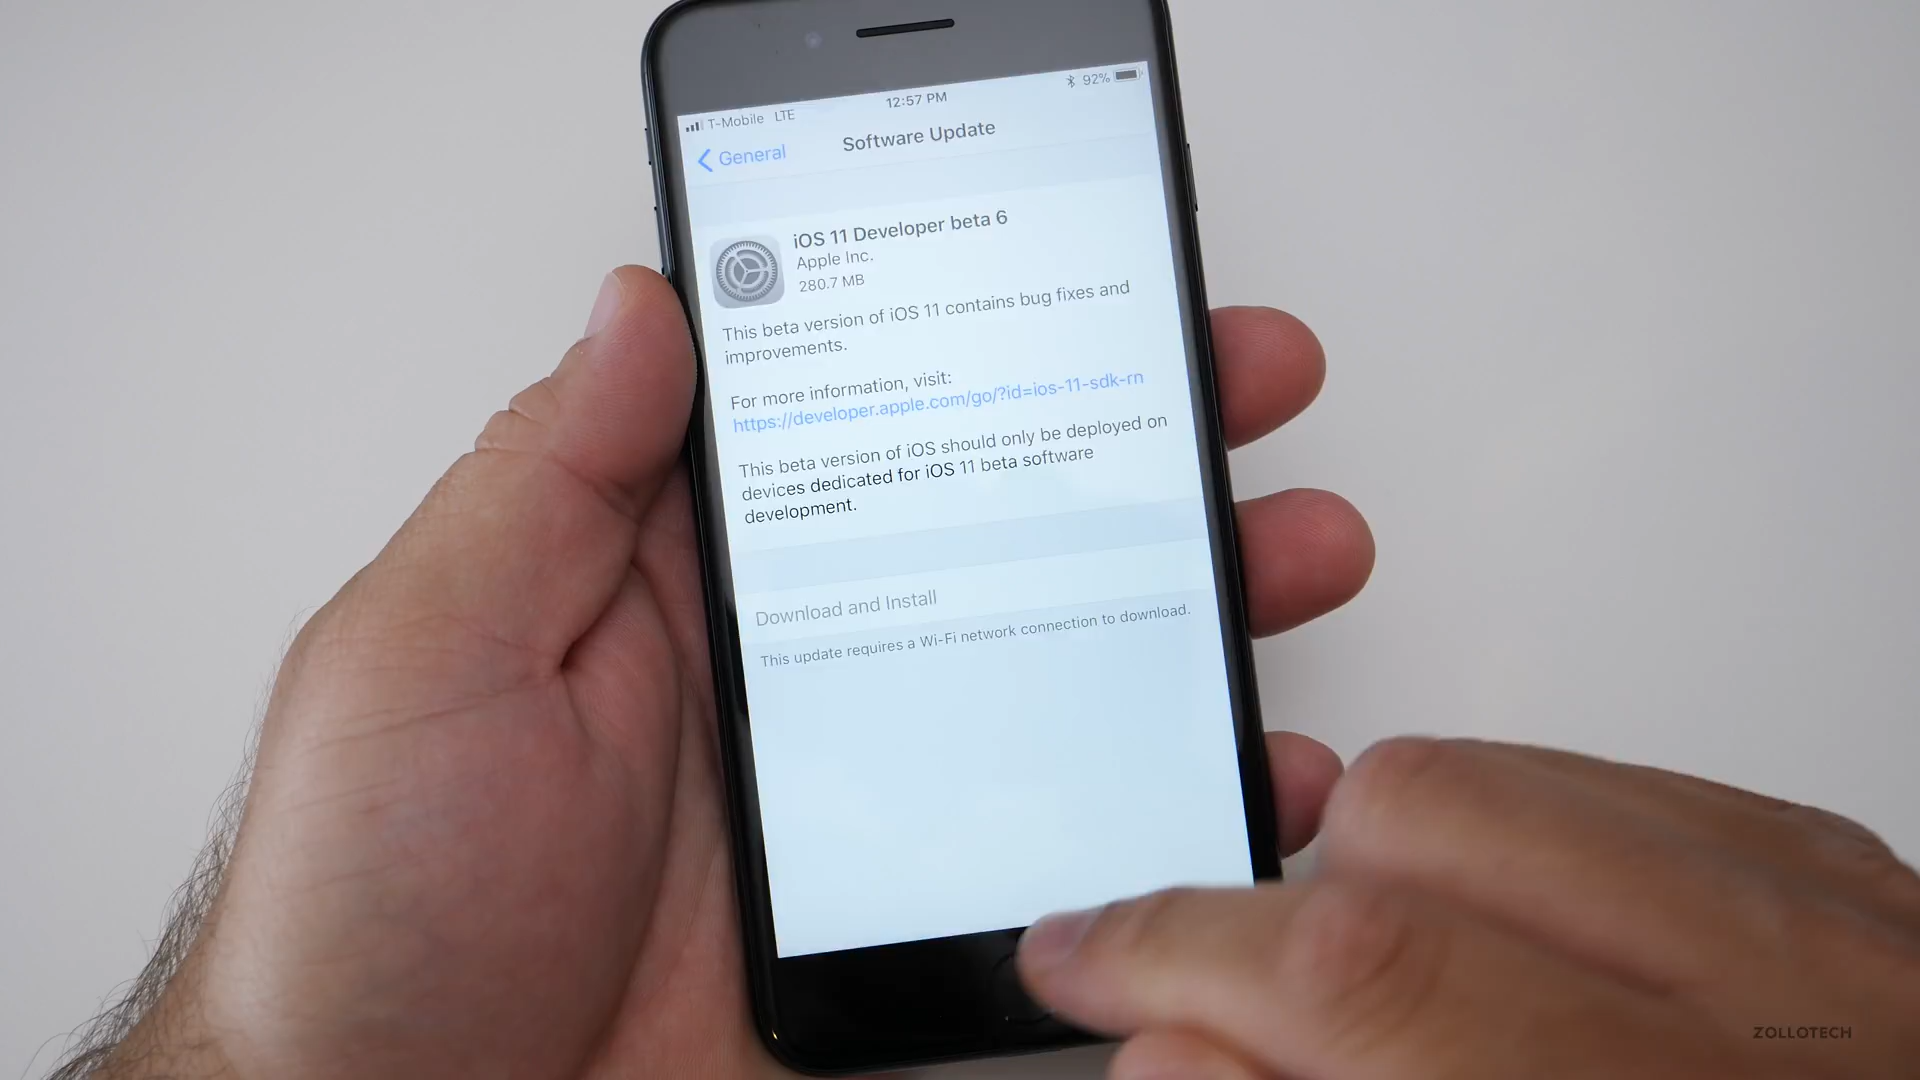 T-Mobile LTE 12:57 PM 92%
General Software Update
iOS 11 Developer beta 6
Apple Inc.
280.7 MB
This beta version of iOS 11 contains bug fixes and
improvements.
For more information, visit:
https://developer.apple.com/go/?id=ios-11-sdk-rn
This beta version of iOS should only be deployed on
devices dedicated for iOS 11 beta software
development.
Download and Install
This update requires a Wi-Fi network connection to download.
ZOLLOTECH